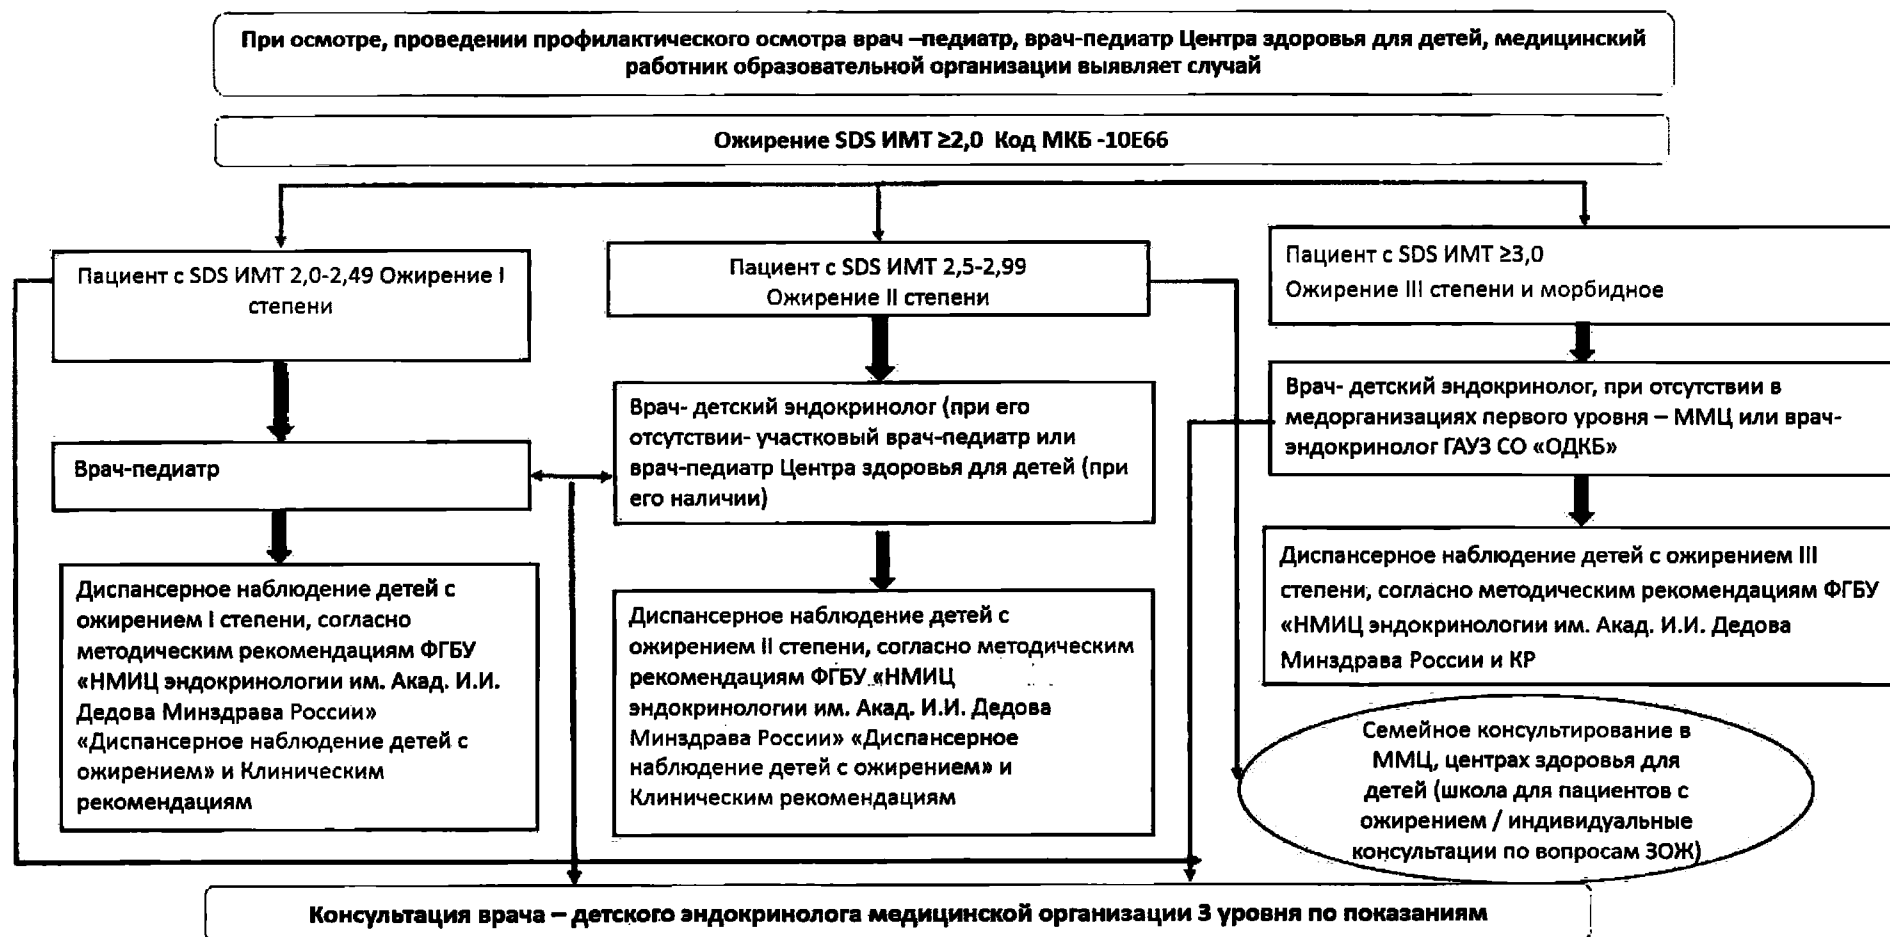 При осмотре, проведении профилактического осмотра врач –педиатр, врач-педиатр Центра здоровья для детей, медицинский
работник образовательной организации выявляет случай
Ожирение SDS ИМТ ≥2,0 Код МКБ -10Е66
Пациент с SDS ИМТ 2,0-2,49 Ожирение I
степени
Пациент с SDS ИМТ 2,5-2,99
Ожирение II степени
Пациент с SDS ИМТ ≥3,0
Ожирение III степени и морбидное
Врач-педиатр
Врач- детский эндокринолог (при его
отсутствии- участковый врач-педиатр или
врач-педиатр Центра здоровья для детей (при
его наличии)
Врач- детский эндокринолог, при отсутствии в
медорганизациях первого уровня – ММЦ или врач-
эндокринолог ГАУЗ СО «ОДКБ»
Диспансерное наблюдение детей с
ожирением I степени, согласно
методическим рекомендациям ФГБУ
«НМИЦ эндокринологии им. Акад. И.И.
Дедова Минздрава России»
«Диспансерное наблюдение детей с
ожирением» и Клиническим
рекомендациям
Диспансерное наблюдение детей с
ожирением II степени, согласно методическим
рекомендациям ФГБУ «НМИЦ
эндокринологии им. Акад. И.И. Дедова
Минздрава России» «Диспансерное
наблюдение детей с ожирением» и
Клиническим рекомендациям
Диспансерное наблюдение детей с ожирением III
степени, согласно методическим рекомендациям ФГБУ
«НМИЦ эндокринологии им. Акад. И.И. Дедова
Минздрава России и КР
Семейное консультирование в
ММЦ, центрах здоровья для
детей (школа для пациентов с
ожирением / индивидуальные
консультации по вопросам ЗОЖ)
Консультация врача – детского эндокринолога медицинской организации 3 уровня по показаниям